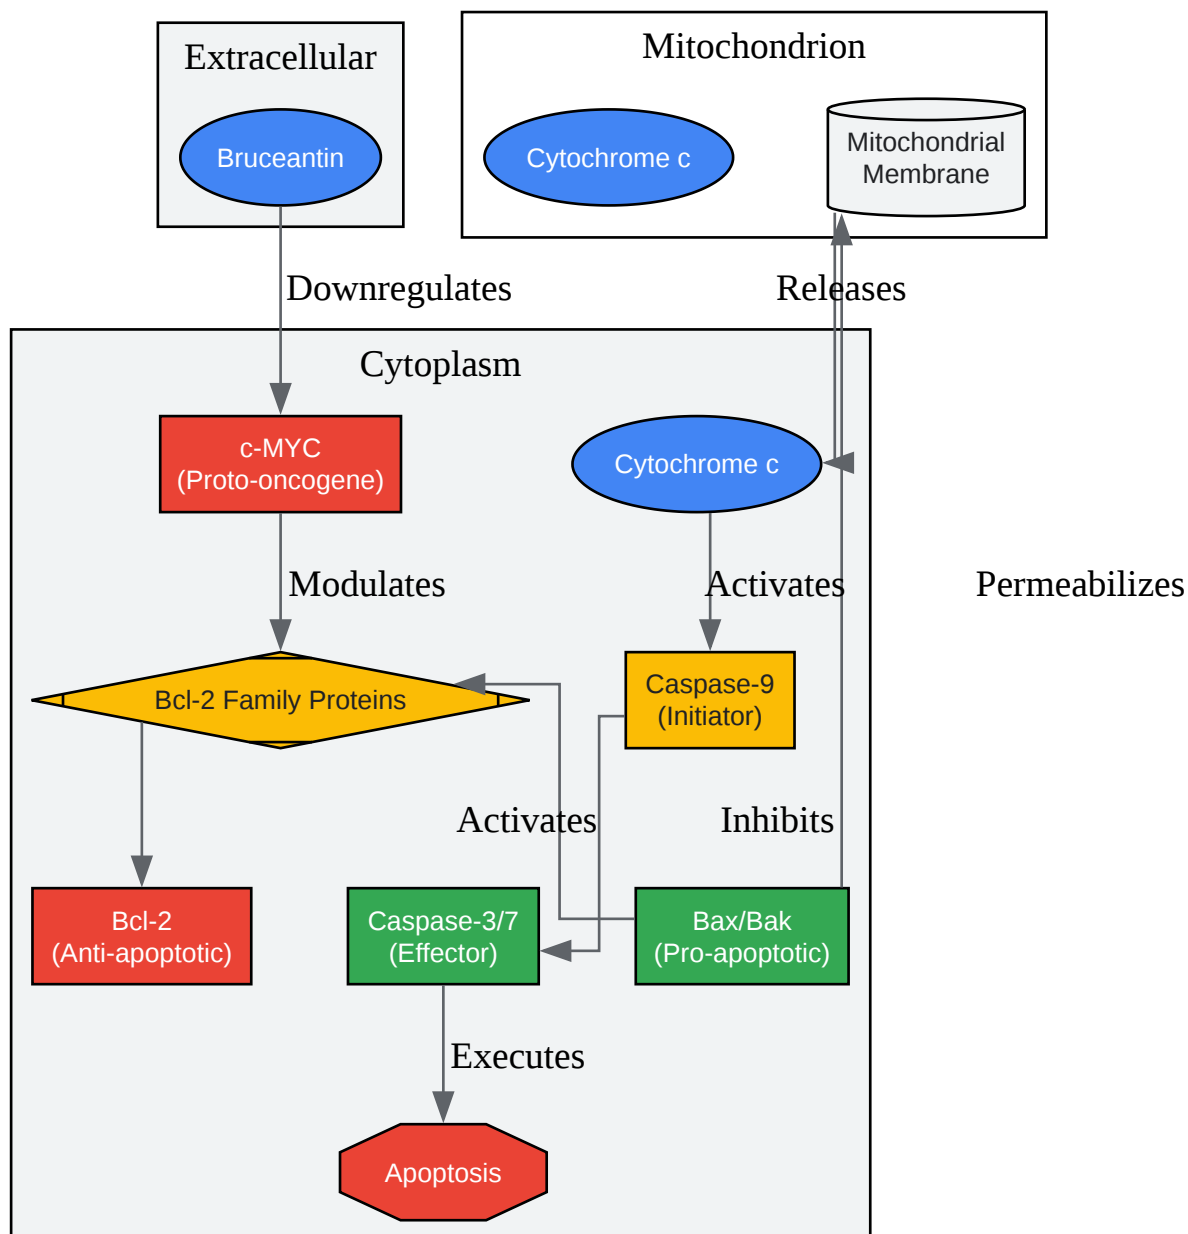 Extracellular
Mitochondrion
Bruceantin
Cytochrome c
Mitochondrial
Membrane
Downregulates
Releases
Cytoplasm
c-MYC
(Proto-oncogene)
Cytochrome c
Modulates
Activates
Permeabilizes
Bcl-2 Family Proteins
Caspase-9
(Initiator)
Activates
Inhibits
Bcl-2
(Anti-apoptotic)
Caspase-3/7
(Effector)
Bax/Bak
(Pro-apoptotic)
Executes
Apoptosis